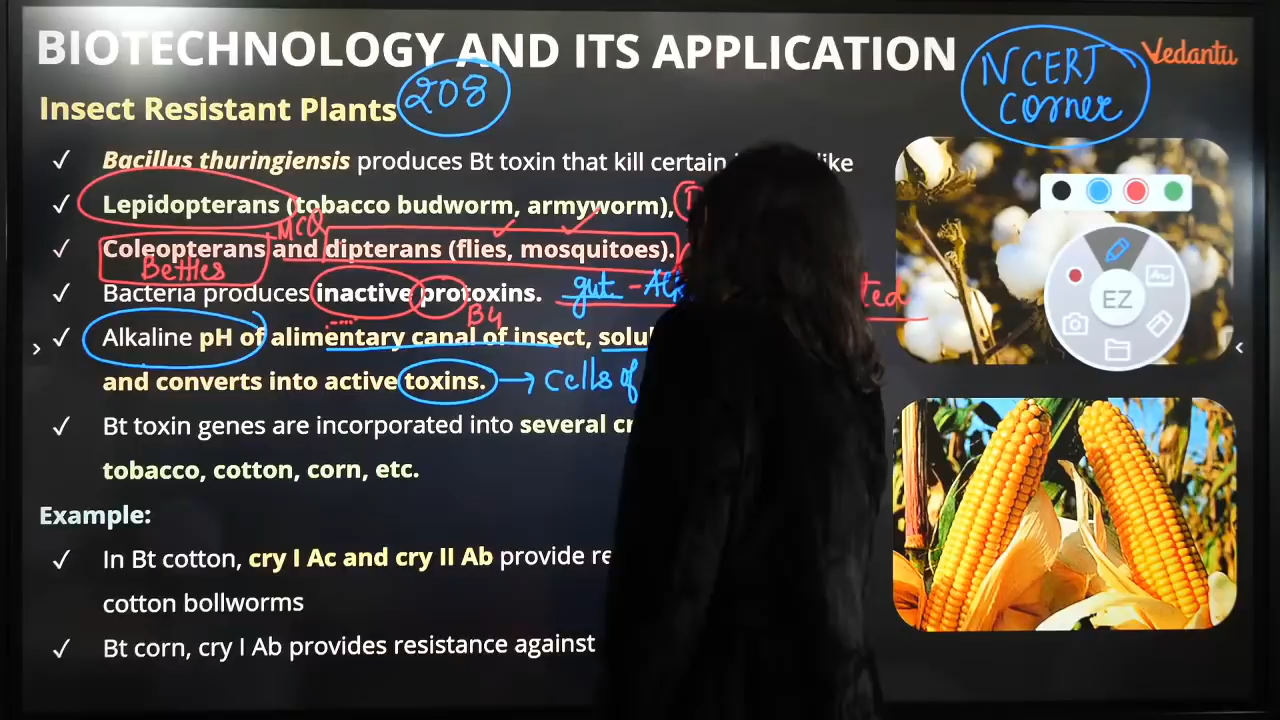 BIOTECHNOLOGY AND ITS APPLICATION
NCERT
Corner
Vedantu
Insect Resistant Plants
208
✓ Bacillus thuringiensis produces Bt toxin that kill certain like
✓ Lepidopterans (tobacco budworm, armyworm),
MCQ
✓ Coleopterans and dipterans (flies, mosquitoes).
Bettles
✓ Bacteria produces inactive protoxins.
gut -
✓ Alkaline pH of alimentary canal of insect,
and converts into active toxins.
→ cells of
✓ Bt toxin genes are incorporated into several
tobacco, cotton, corn, etc.
Example:
✓ In Bt cotton, cry I Ac and cry II Ab provide
cotton bollworms
✓ Bt corn, cry I Ab provides resistance against
EZ